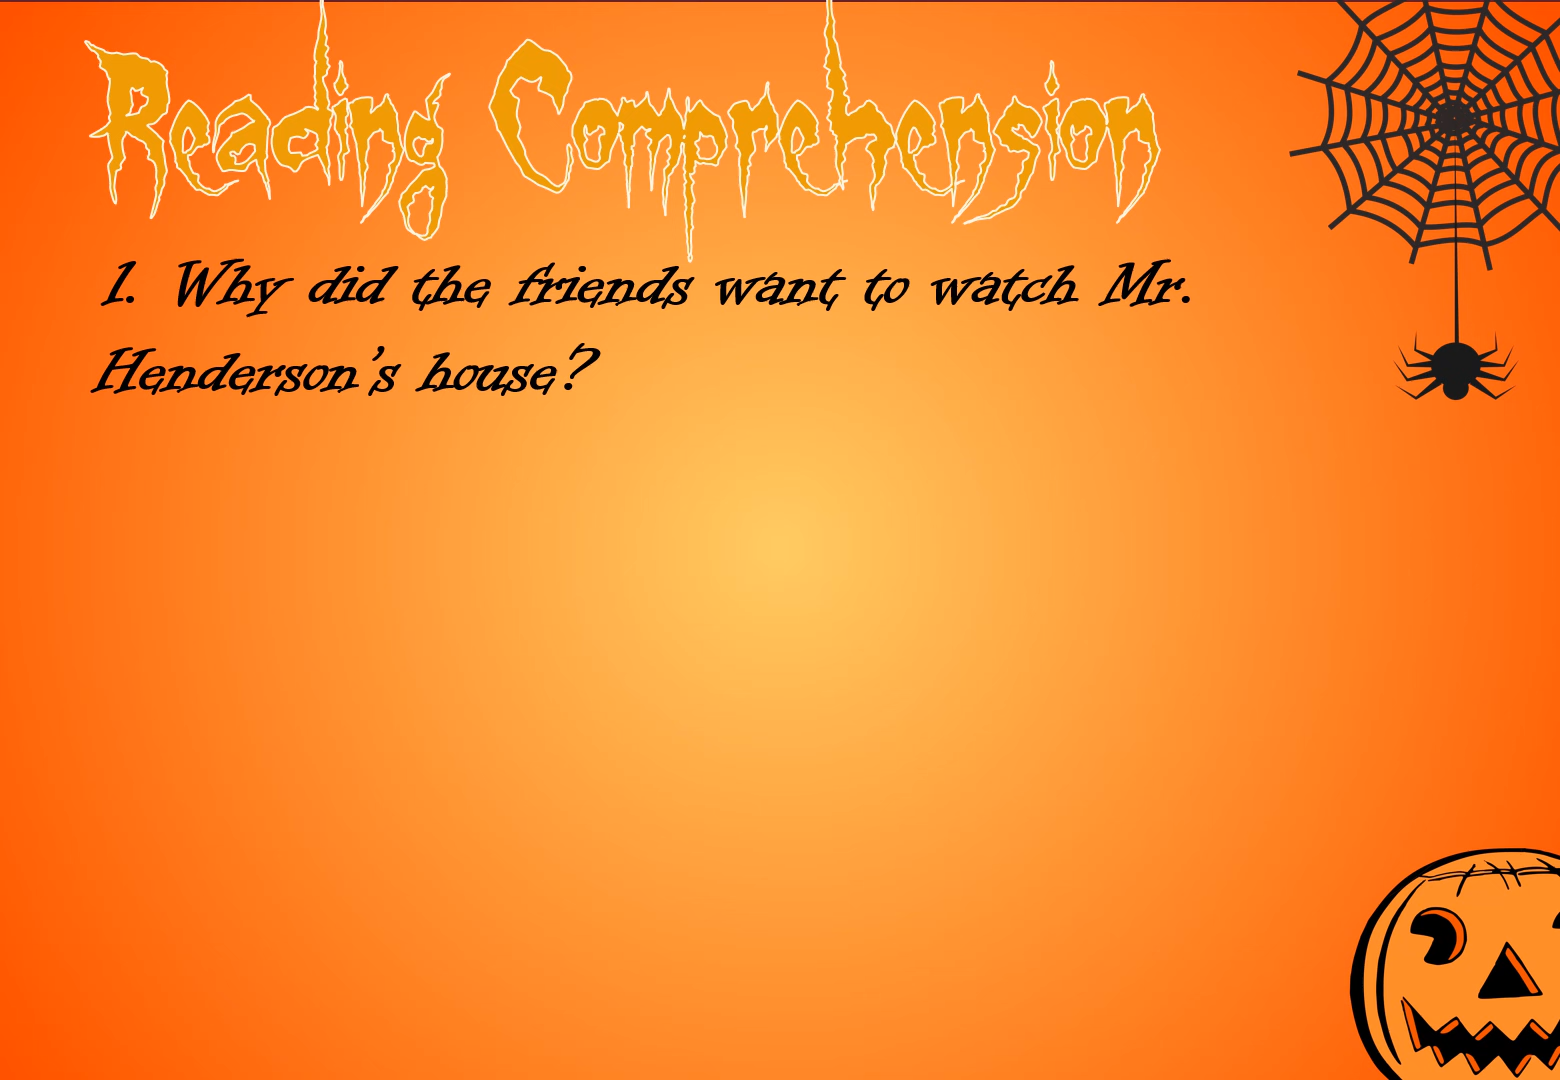 Reading Comprehension
1. Why did the friends want to watch Mr.
Henderson’s house?